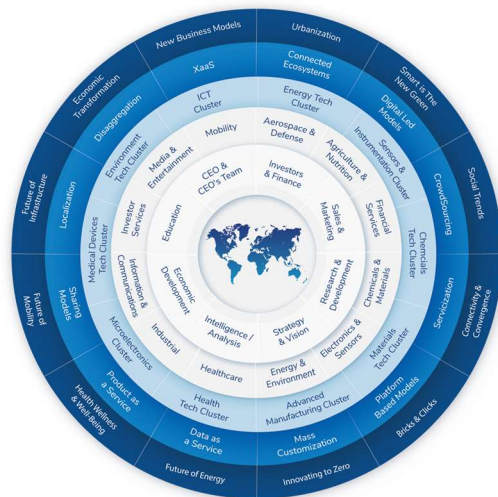 New Business Models
Urbanization
Smart is The
New Green
Social Trends
Connectivity &
Convergence
Bricks & Clicks
Innovating to Zero
Future of Energy
Health Wellness
& Well-Being
Future of
Mobility
Future of
Infrastructure
Economic
Transformation
XaaS
Connected
Ecosystems
Digital Led
Models
CrowdSourcing
Servicization
Platform
Based Models
Mass
Customization
Data as
a Service
Product as
a Service
Sharing
Models
Localization
Disaggregation
ICT
Cluster
Energy Tech
Cluster
Sensors &
Instrumentation Cluster
Chemcials
Tech Cluster
Materials
Tech Cluster
Advanced
Manufacturing Cluster
Health
Tech Cluster
Microelectronics
Cluster
Medical Devices
Tech Cluster
Environment
Tech Cluster
Mobility
Aerospace &
Defense
Agriculture &
Nutrition
Financial
Services
Chemicals &
Materials
Electronics &
Sensors
Energy &
Environment
Healthcare
Industrial
Information &
Communications
Investor
Services
Media &
Entertainment
CEO &
CEO's Team
Investors
& Finance
Sales &
Marketing
Research &
Development
Strategy
& Vision
Intelligence /
Analysis
Economic
Development
Education